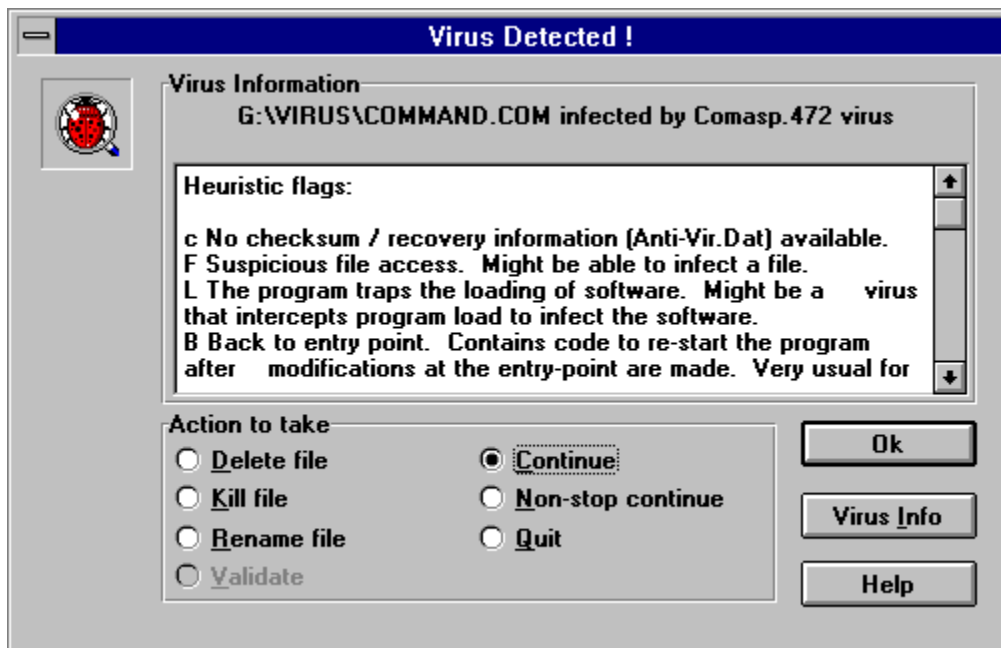 Virus Detected !
Virus Information
G:\VIRUS\COMMAND.COM infected by Comasp.472 virus
Heuristic flags:
c No checksum / recovery information (Anti-Vir.Dat) available.
F Suspicious file access.  Might be able to infect a file.
L The program traps the loading of software.  Might be a     virus
that intercepts program load to infect the software.
B Back to entry point.  Contains code to re-start the program
after     modifications at the entry-point are made.  Very usual for
Action to take
Delete file
Kill file
Rename file
Validate
Continue
Non-stop continue
Quit
Ok
Virus Info
Help